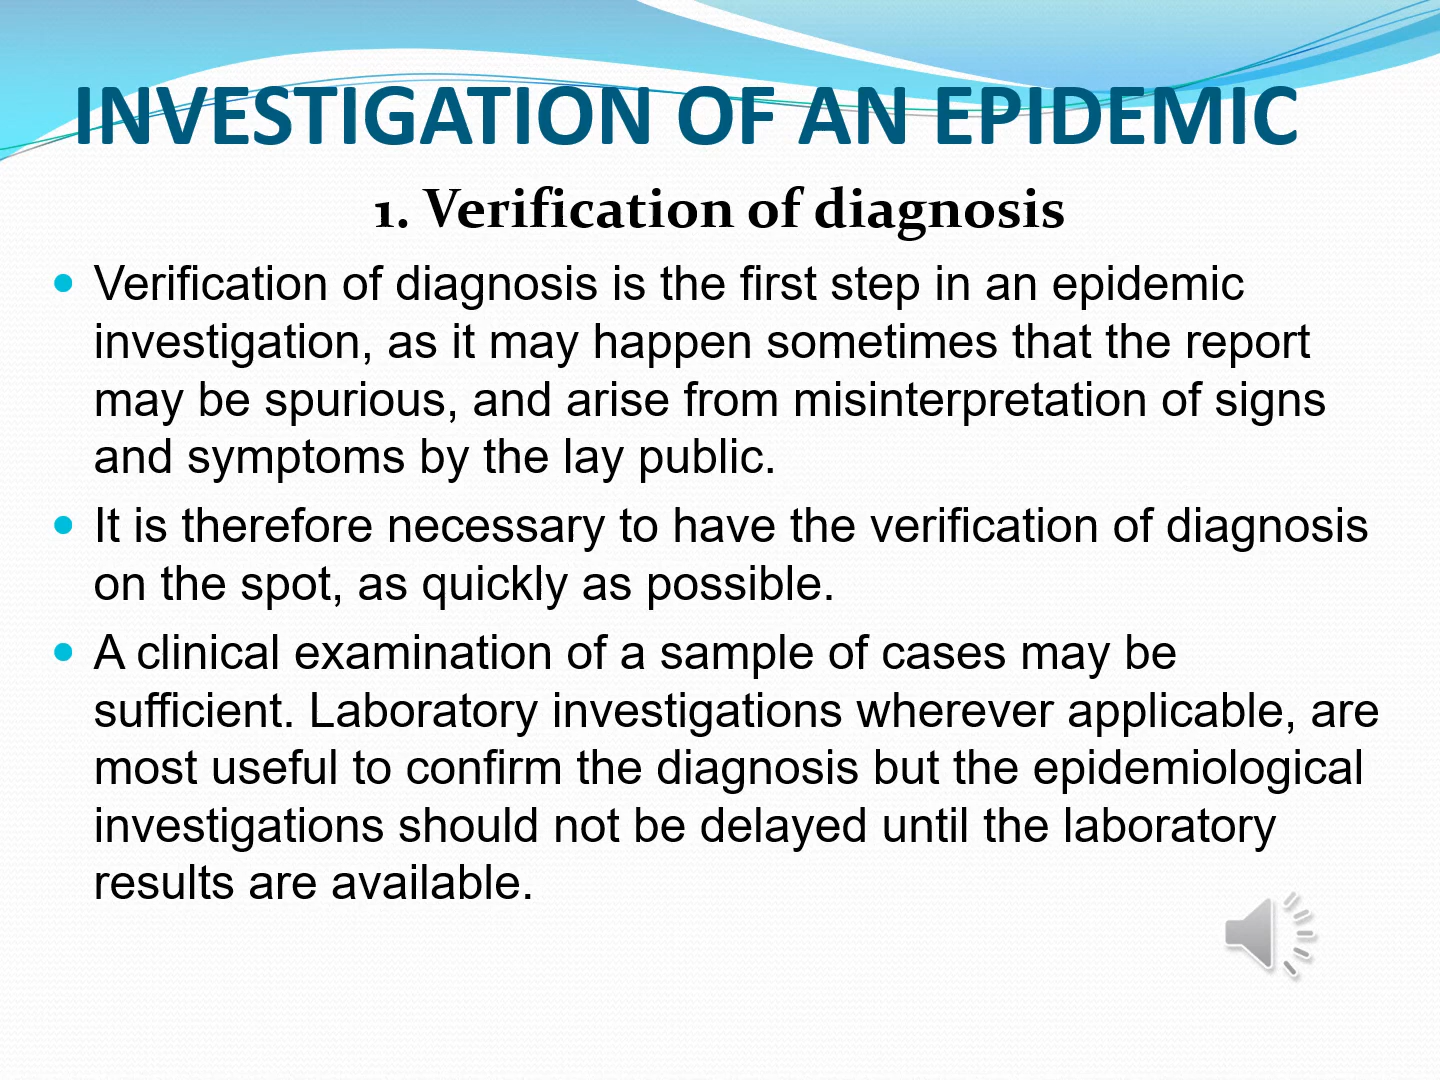 INVESTIGATION OF AN EPIDEMIC
1. Verification of diagnosis
• Verification of diagnosis is the first step in an epidemic
investigation, as it may happen sometimes that the report
may be spurious, and arise from misinterpretation of signs
and symptoms by the lay public.
• It is therefore necessary to have the verification of diagnosis
on the spot, as quickly as possible.
• A clinical examination of a sample of cases may be
sufficient. Laboratory investigations wherever applicable, are
most useful to confirm the diagnosis but the epidemiological
investigations should not be delayed until the laboratory
results are available.